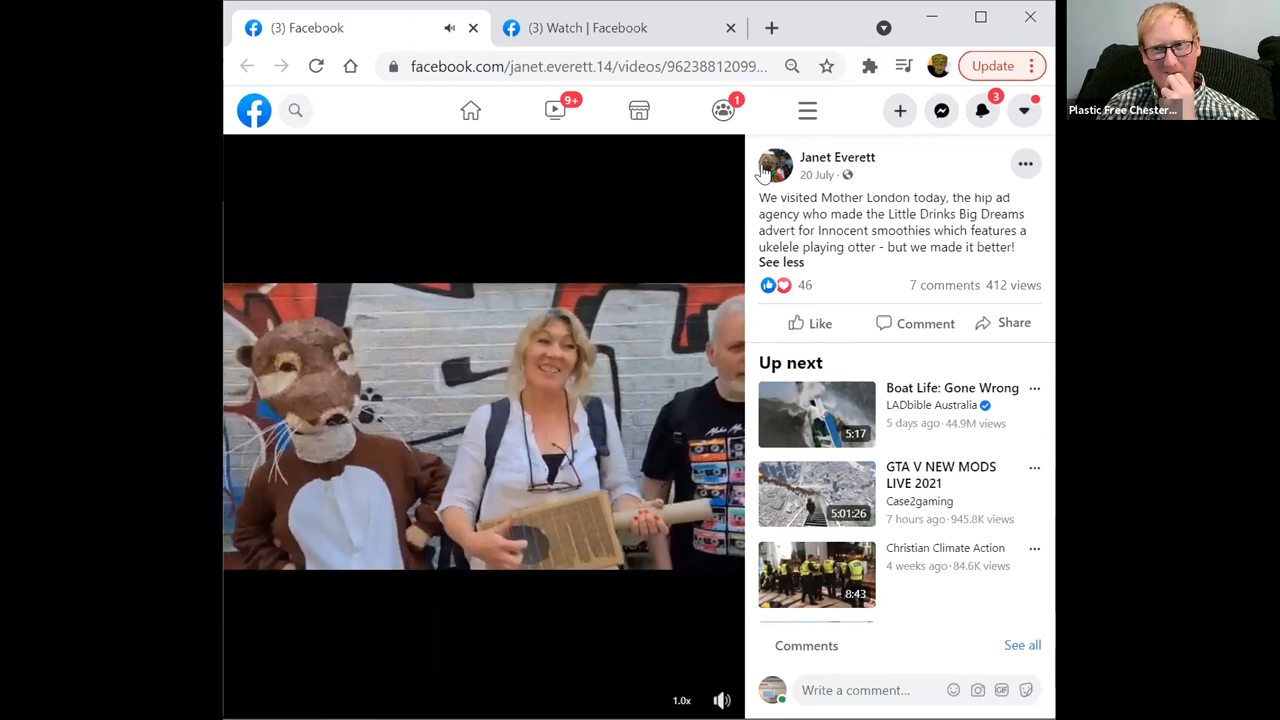 (3) Facebook
(3) Watch | Facebook
facebook.com/janet.everett.14/videos/96238812099...
Update
9+
1
3
Plastic Free Chester...
Janet Everett
20 July ·
We visited Mother London today, the hip ad
agency who made the Little Drinks Big Dreams
advert for Innocent smoothies which features a
ukelele playing otter - but we made it better!
See less
46
7 comments 412 views
Like
Comment
Share
Up next
Boat Life: Gone Wrong
LADbible Australia
5 days ago · 44.9M views
5:17
GTA V NEW MODS
LIVE 2021
Case2gaming
7 hours ago · 945.8K views
5:01:26
Christian Climate Action
4 weeks ago · 84.6K views
8:43
Comments
See all
Write a comment...
GIF
1.0x